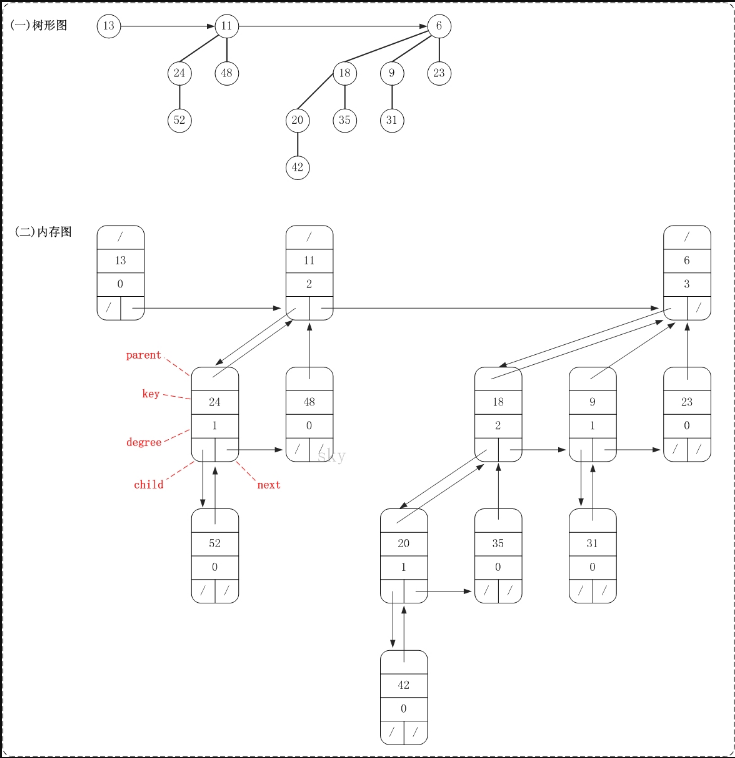 (一)树形图
13 11 6
24 48 18 9 23
52 20 35 31
42
(二)内存图
/ / /
13 11 6
0 2 3
/ /
parent
key
24 48 18 9 23
degree
1 0 2 1 0
/ / / /
sky
child next
52 20 35 31
0 1 0 0
/ / / / / /
42
0
/ /